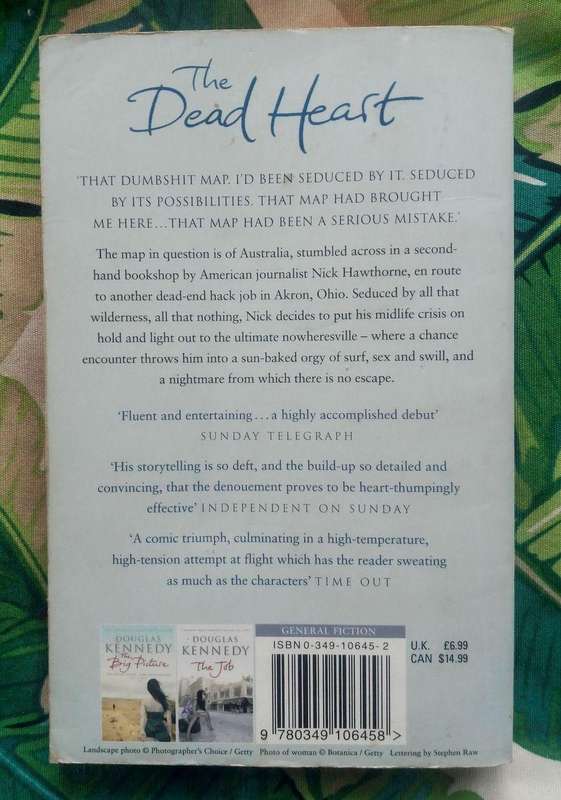 The
Dead Heart
'THAT DUMBSHIT MAP. I'D BEEN SEDUCED BY IT. SEDUCED
BY ITS POSSIBILITIES. THAT MAP HAD BROUGHT
ME HERE...THAT MAP HAD BEEN A SERIOUS MISTAKE.'
The map in question is of Australia, stumbled across in a second-
hand bookshop by American journalist Nick Hawthorne, en route
to another dead-end hack job in Akron, Ohio. Seduced by all that
wilderness, all that nothing, Nick decides to put his midlife crisis on
hold and light out to the ultimate nowheresville – where a chance
encounter throws him into a sun-baked orgy of surf, sex and swill, and
a nightmare from which there is no escape.
'Fluent and entertaining...a highly accomplished debut'
SUNDAY TELEGRAPH
'His storytelling is so deft, and the build-up so detailed and
convincing, that the denouement proves to be heart-thumpingly
effective' INDEPENDENT ON SUNDAY
'A comic triumph, culminating in a high-temperature,
high-tension attempt at flight which has the reader sweating
as much as the characters' TIME OUT
DOUGLAS
KENNEDY
The
Big Picture
DOUGLAS
KENNEDY
The Job
GENERAL FICTION
ISBN 0-349-10645-2
9 780349 106458 >
U.K. £6.99
CAN $14.99
Landscape photo © Photographer's Choice / Getty Photo of woman © Botanica / Getty Lettering by Stephen Raw